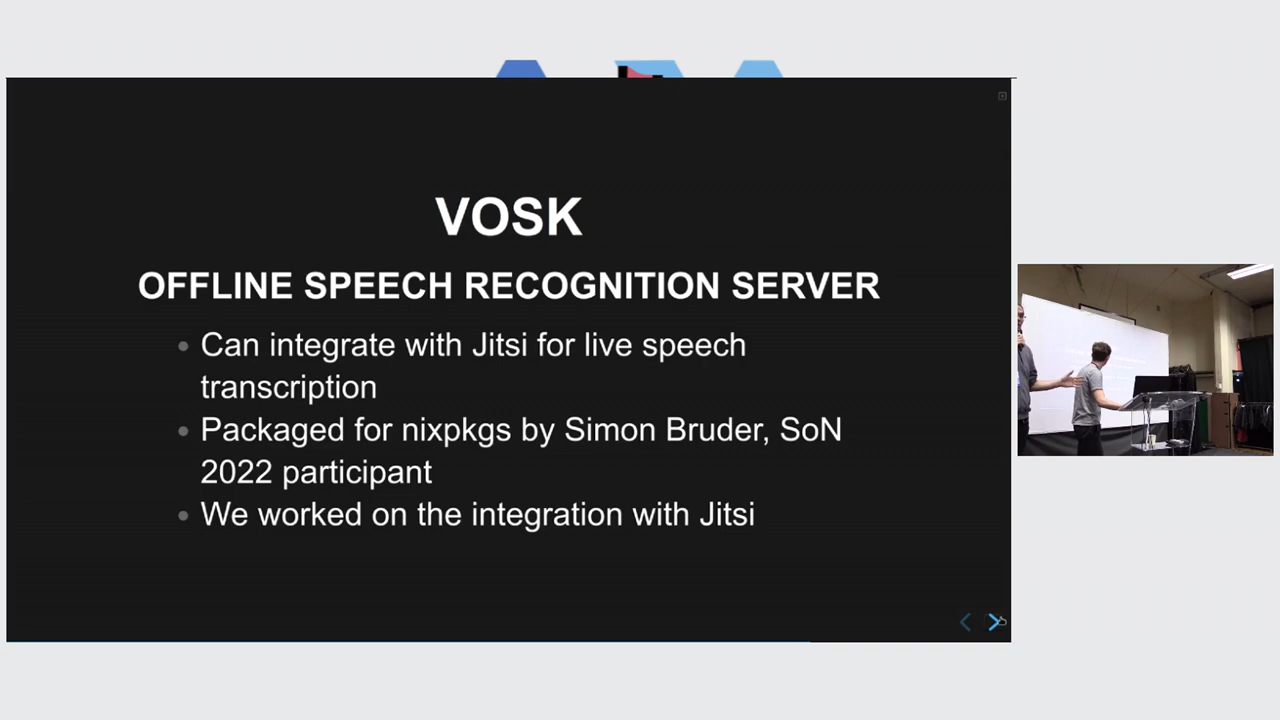 VOSK
OFFLINE SPEECH RECOGNITION SERVER
Can integrate with Jitsi for live speech
transcription
Packaged for nixpkgs by Simon Bruder, SoN
2022 participant
We worked on the integration with Jitsi